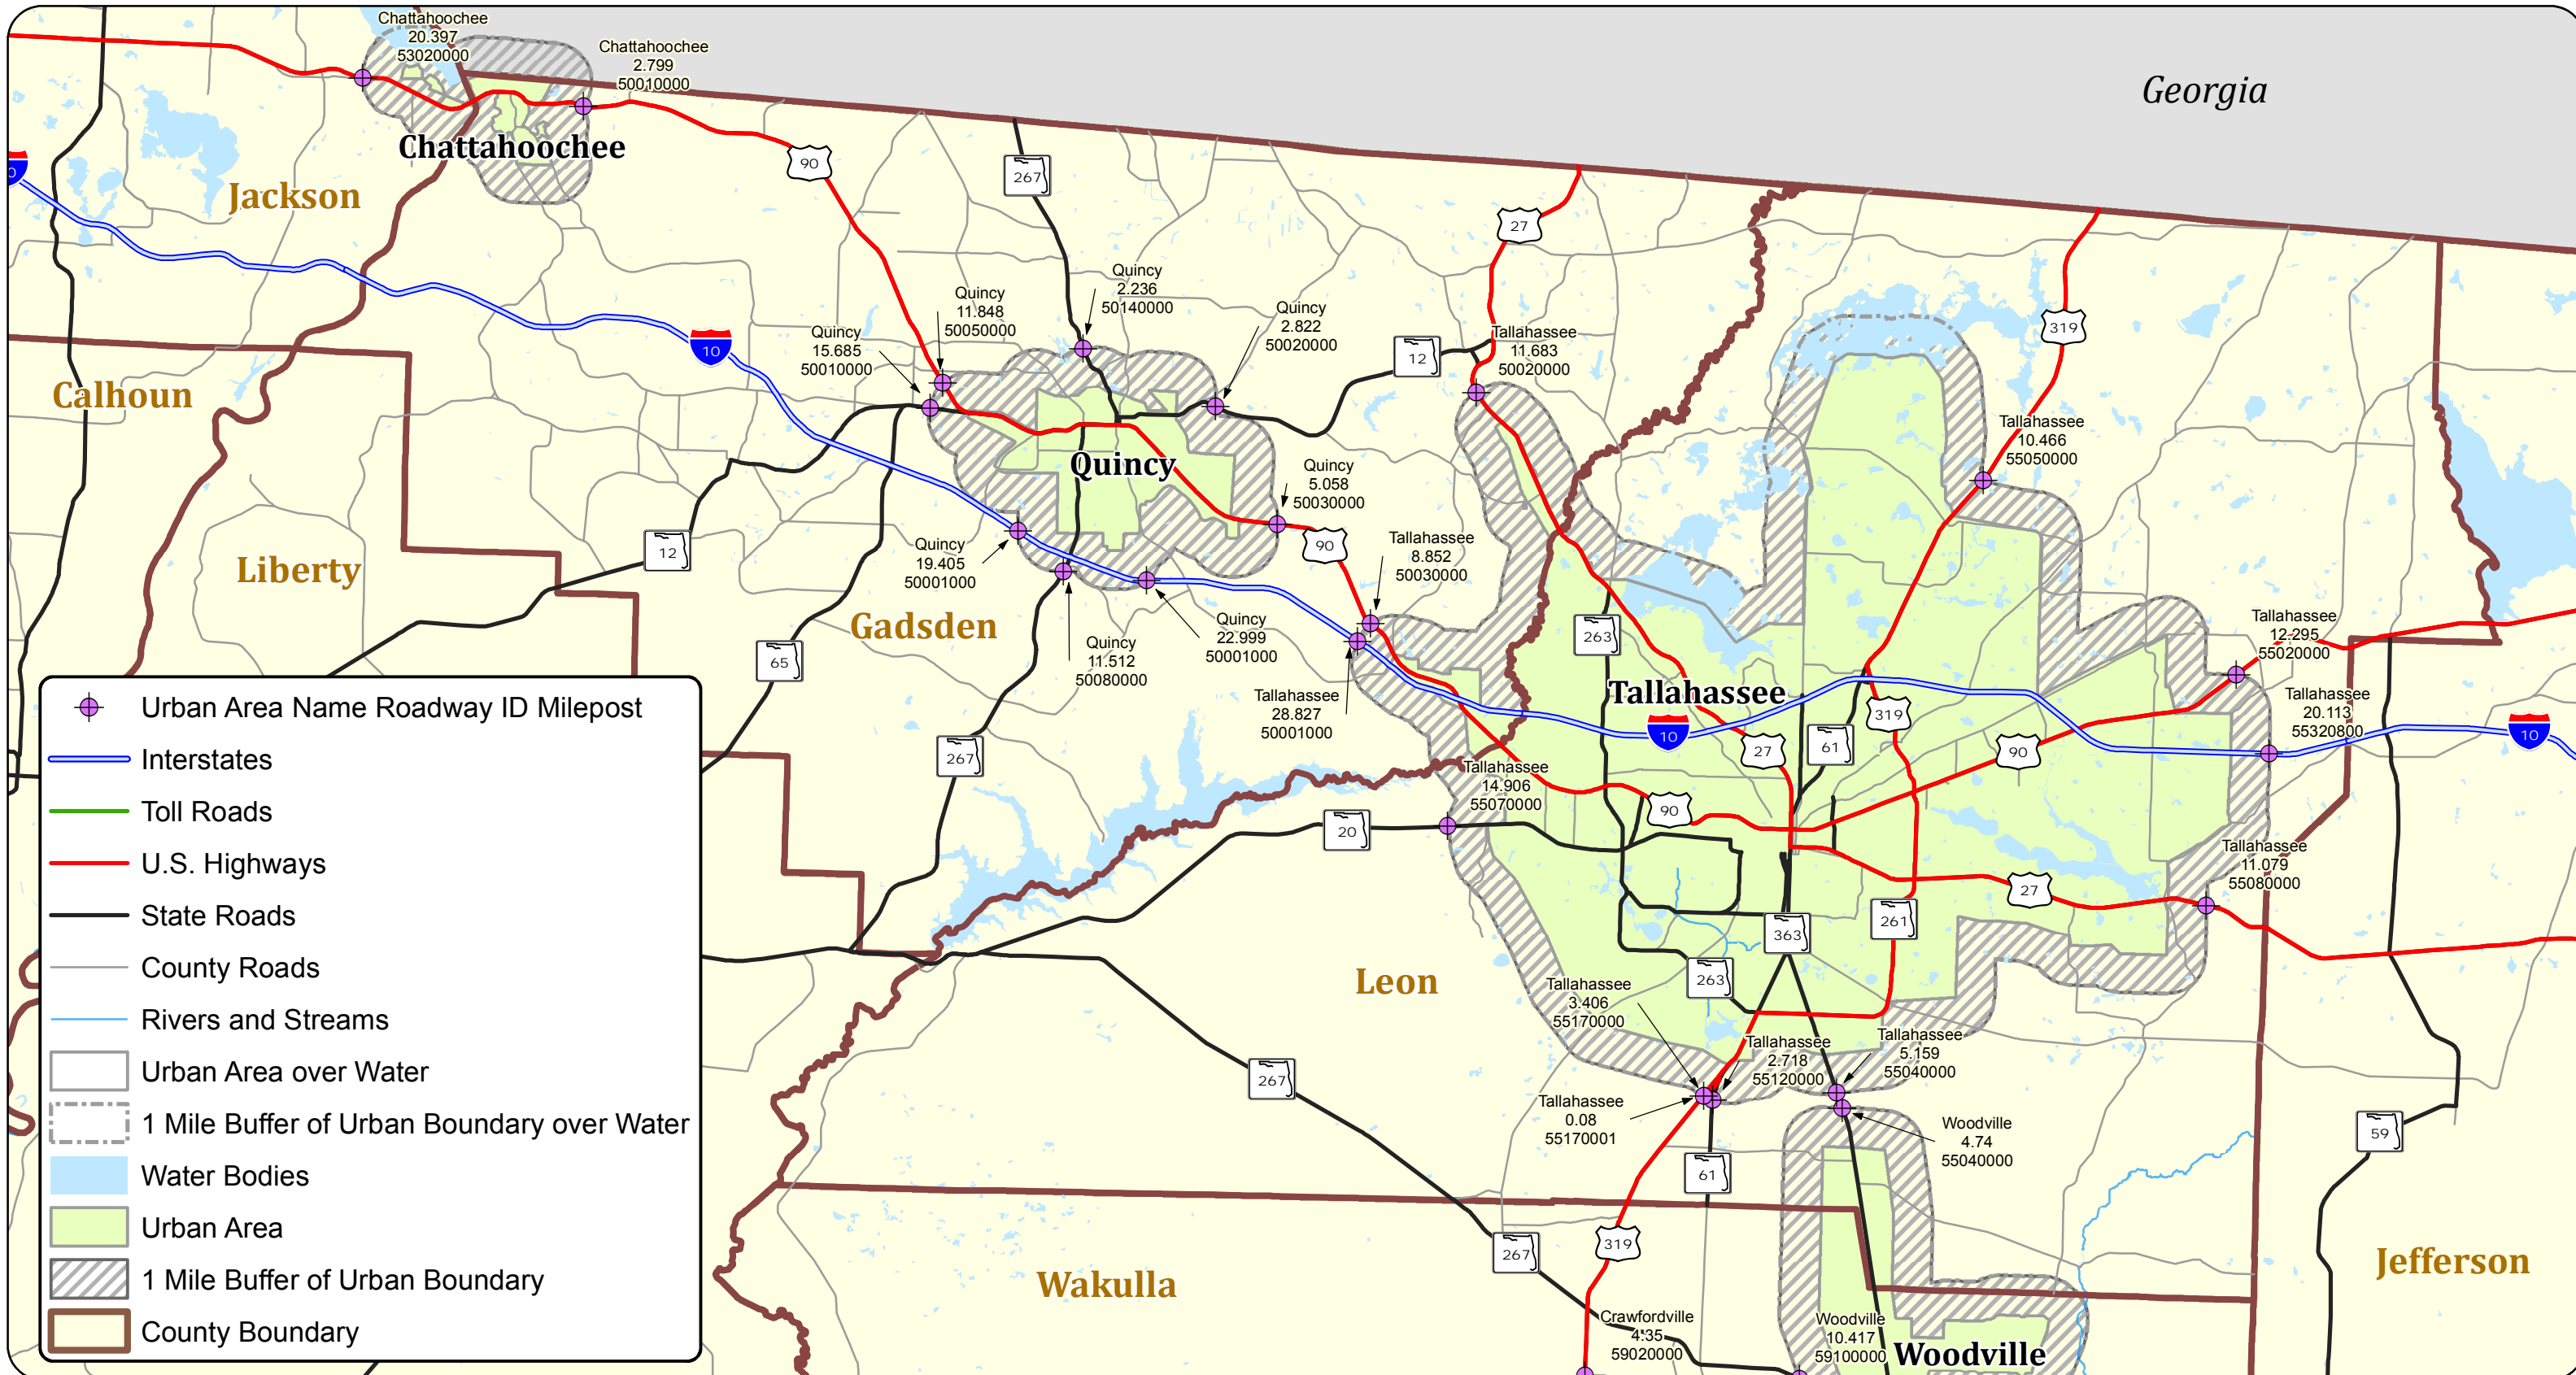 Chattahoochee
20.397
53020000
Chattahoochee
2.799
50010000
Georgia
Chattahoochee
Jackson
90
267
27
319
10
Quincy
2.236
50140000
Quincy
11.848
50050000
Quincy
2.822
50020000
Quincy
15.685
50010000
12
Tallahassee
11.683
50020000
Calhoun
Tallahassee
10.466
55050000
Quincy
Quincy
5.058
50030000
90
Tallahassee
8.852
50030000
12
Quincy
19.405
50001000
Liberty
Gadsden
Quincy
11.512
50080000
Quincy
22.999
50001000
65
263
Tallahassee
12.295
55020000
Tallahassee
Tallahassee
28.827
50001000
Tallahassee
20.113
55320800
10
319
27
61
90
10
267
Tallahassee
14.906
55070000
90
20
Tallahassee
11.079
55080000
27
261
363
263
Leon
Tallahassee
3.406
55170000
Tallahassee
2.718
55120000
Tallahassee
5.159
55040000
267
Tallahassee
0.08
55170001
Woodville
4.74
55040000
59
61
319
267
Wakulla
Jefferson
Crawfordville
4.35
59020000
Woodville
10.417
59100000
Woodville
Urban Area Name Roadway ID Milepost
Interstates
Toll Roads
U.S. Highways
State Roads
County Roads
Rivers and Streams
Urban Area over Water
1 Mile Buffer of Urban Boundary over Water
Water Bodies
Urban Area
1 Mile Buffer of Urban Boundary
County Boundary